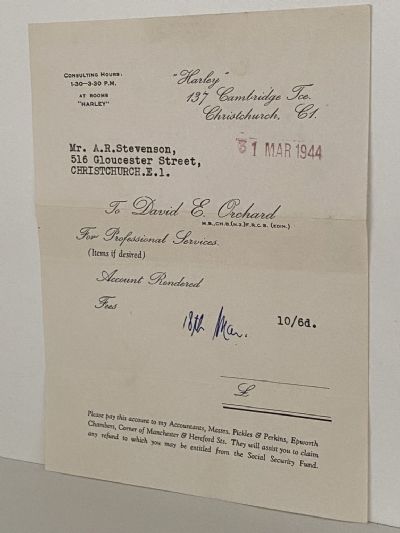 CONSULTING HOURS:
1-30—3-30 P.M.
AT ROOMS
"HARLEY"
"Harley"
137 Cambridge Tce.
Christchurch, C1.
31 MAR 1944
Mr. A.R.Stevenson,
516 Gloucester Street,
CHRISTCHURCH.E.1.
To David E. Orchard
M.B., CH.B. (N.Z.) F.R.C.S. (EDIN.)
For Professional Services.
(Items if desired)
Account Rendered
Fees
18th Mar. 10/6d.
£
Please pay this account to my Accountants, Messrs. Pickles & Perkins, Epworth
Chambers, Corner of Manchester & Hereford Sts. They will assist you to claim
any refund to which you may be entitled from the Social Security Fund.